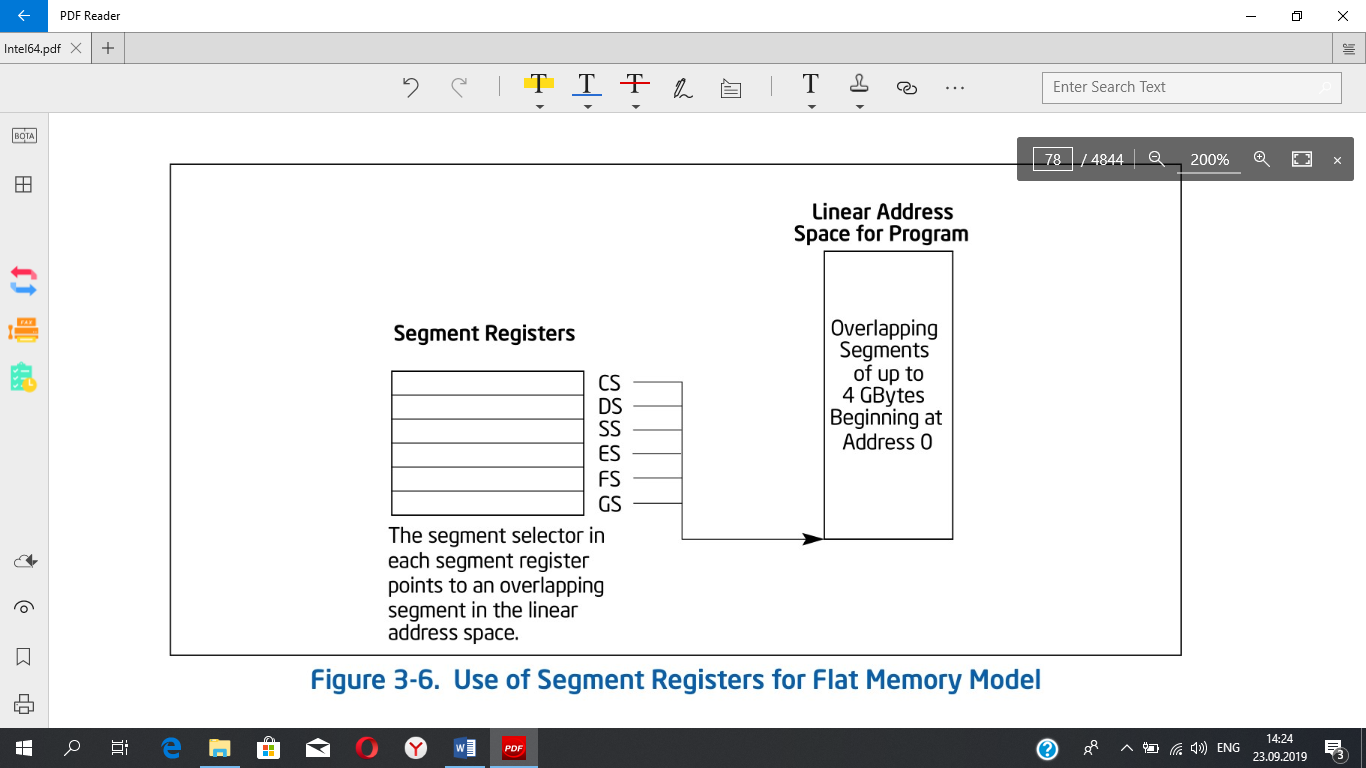 PDF Reader
Intel64.pdf
Enter Search Text
BOTA
78 / 4844 200%
Linear Address
Space for Program
Overlapping
Segments
of up to
4 GBytes
Beginning at
Address 0
Segment Registers
CS
DS
SS
ES
FS
GS
The segment selector in
each segment register
points to an overlapping
segment in the linear
address space.
Figure 3-6. Use of Segment Registers for Flat Memory Model
PDF
ENG
14:24
23.09.2019
3